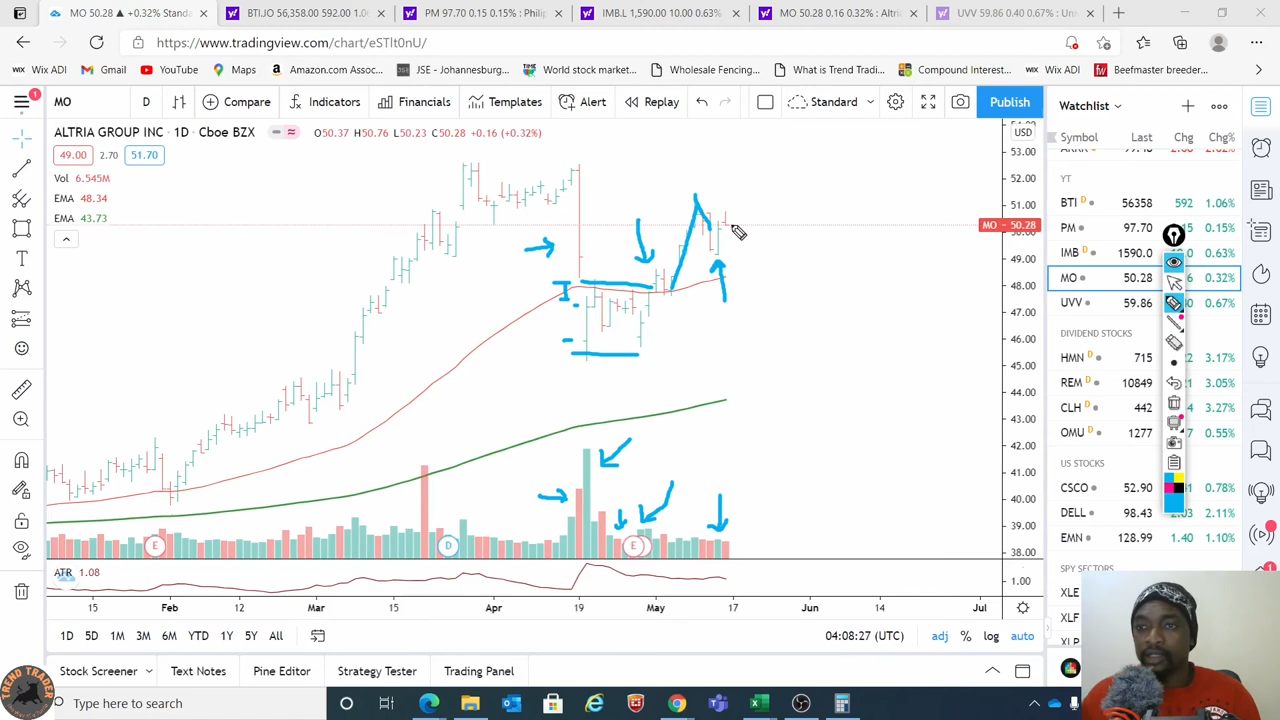 MO 50.28 ▲ +0.32% Standa
BTIJO 56,358.00 592.00 1.06
PM 97.70 0.15 0.15% : Philip
IMB.L 1,590.00 10.00 0.63%
MO 50.28 0.16 0.32% : Altria
UVV 59.86 0.40 0.67% : Uni
https://www.tradingview.com/chart/eSTlt0nU/
Wix ADI
Gmail
YouTube
Maps
Amazon.com Assoc...
JSE - Johannesburg...
World stock market...
Wholesale Fencing,...
What is Trend Tradi...
Compound Interest...
Wix ADI
Beefmaster breeder...
MO
D
Compare
Indicators
Financials
Templates
Alert
Replay
Standard
Publish
Watchlist
ALTRIA GROUP INC · 1D · Cboe BZX
O50.37 H50.76 L50.23 C50.28 +0.16 (+0.32%)
USD
49.00 2.70 51.70
Vol 6.545M
EMA 48.34
EMA 43.73
53.00
52.00
51.00
MO 50.28
49.00
48.00
47.00
46.00
45.00
44.00
43.00
42.00
41.00
40.00
39.00
38.00
E
D
E
ATR 1.08
1.00
15
Feb
12
Mar
15
Apr
19
May
17
Jun
14
Jul
1D 5D 1M 3M 6M YTD 1Y 5Y All
04:08:27 (UTC)
adj % log auto
Stock Screener
Text Notes
Pine Editor
Strategy Tester
Trading Panel
Symbol Last Chg Chg%
YT
BTI D 56358 592 1.06%
PM 97.70 0.15%
IMB D 1590.0 0.63%
MO 50.28 0.32%
UVV 59.86 0.67%
DIVIDEND STOCKS
HMN D 715 3.17%
REM D 10849 3.05%
CLH D 442 3.27%
OMU D 1277 0.55%
US STOCKS
CSCO 52.90 0.78%
DELL 98.43 2.11%
EMN 128.99 1.40 1.10%
SPY SECTORS
XLE
XLF
TREND TRADER
Type here to search